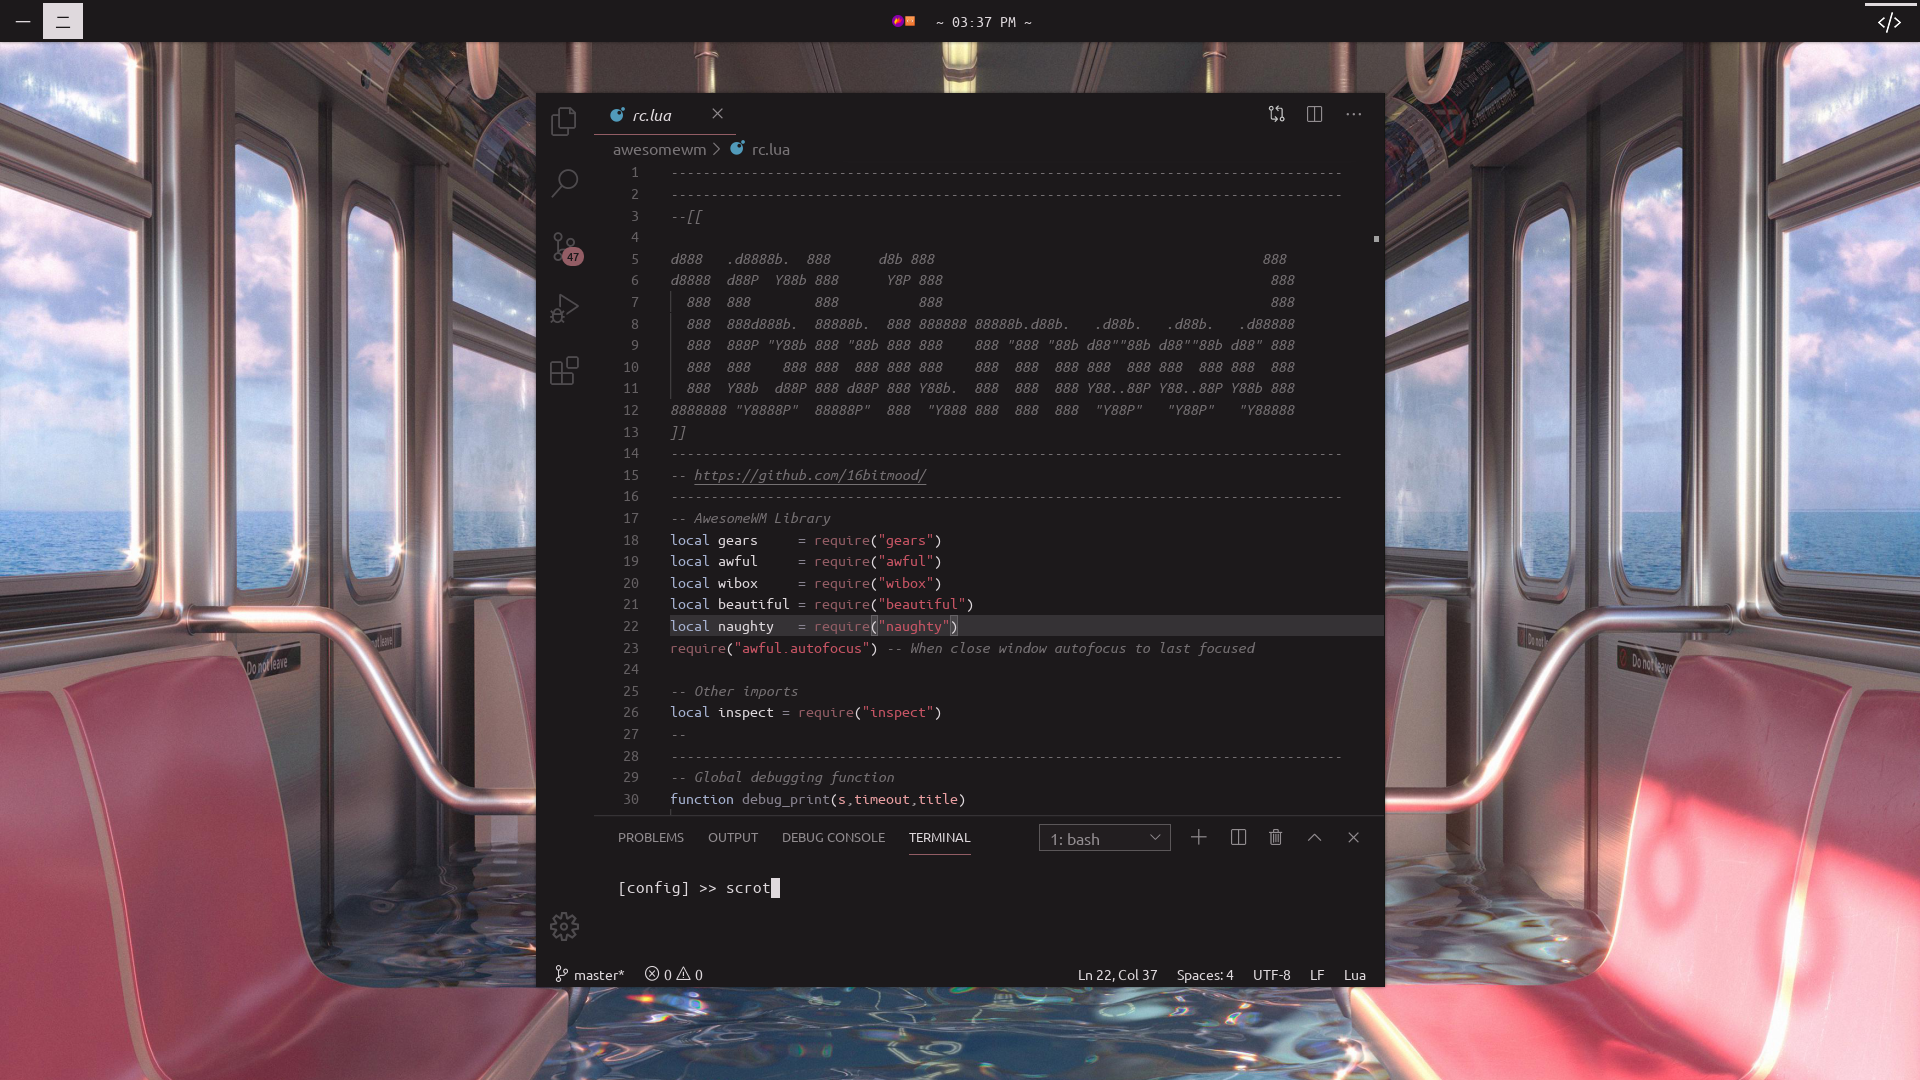 一 二 ~ 03:37 PM ~ </>
rc.lua
awesomewm > rc.lua
1 ------------------------------------------------------------------------------------
2 ------------------------------------------------------------------------------------
3 --[[
4
5 d888   .d8888b.  888      d8b 888                                         888
6 d8888  d88P  Y88b 888      Y8P 888                                         888
7   888  888        888          888                                         888
8   888  888d888b.  88888b.  888 888888 88888b.d88b.   .d88b.   .d88b.   .d88888
9   888  888P "Y88b 888 "88b 888 888    888 "888 "88b d88""88b d88""88b d88" 888
10   888  888    888 888  888 888 888    888  888  888 888  888 888  888 888  888
11   888  Y88b  d88P 888 d88P 888 Y88b.  888  888  888 Y88..88P Y88..88P Y88b 888
12 8888888 "Y8888P"  88888P"  888  "Y888 888  888  888  "Y88P"   "Y88P"   "Y88888
13 ]]
14 ------------------------------------------------------------------------------------
15 -- https://github.com/16bitmood/
16 ------------------------------------------------------------------------------------
17 -- AwesomeWM Library
18 local gears     = require("gears")
19 local awful     = require("awful")
20 local wibox     = require("wibox")
21 local beautiful = require("beautiful")
22 local naughty   = require("naughty")
23 require("awful.autofocus") -- When close window autofocus to last focused
24
25 -- Other imports
26 local inspect = require("inspect")
27 --
28 ------------------------------------------------------------------------------------
29 -- Global debugging function
30 function debug_print(s,timeout,title)
47
PROBLEMS OUTPUT DEBUG CONSOLE TERMINAL 1: bash
[config] >> scrot
master* 0 0 Ln 22, Col 37 Spaces: 4 UTF-8 LF Lua
Do not leave
Do not leave